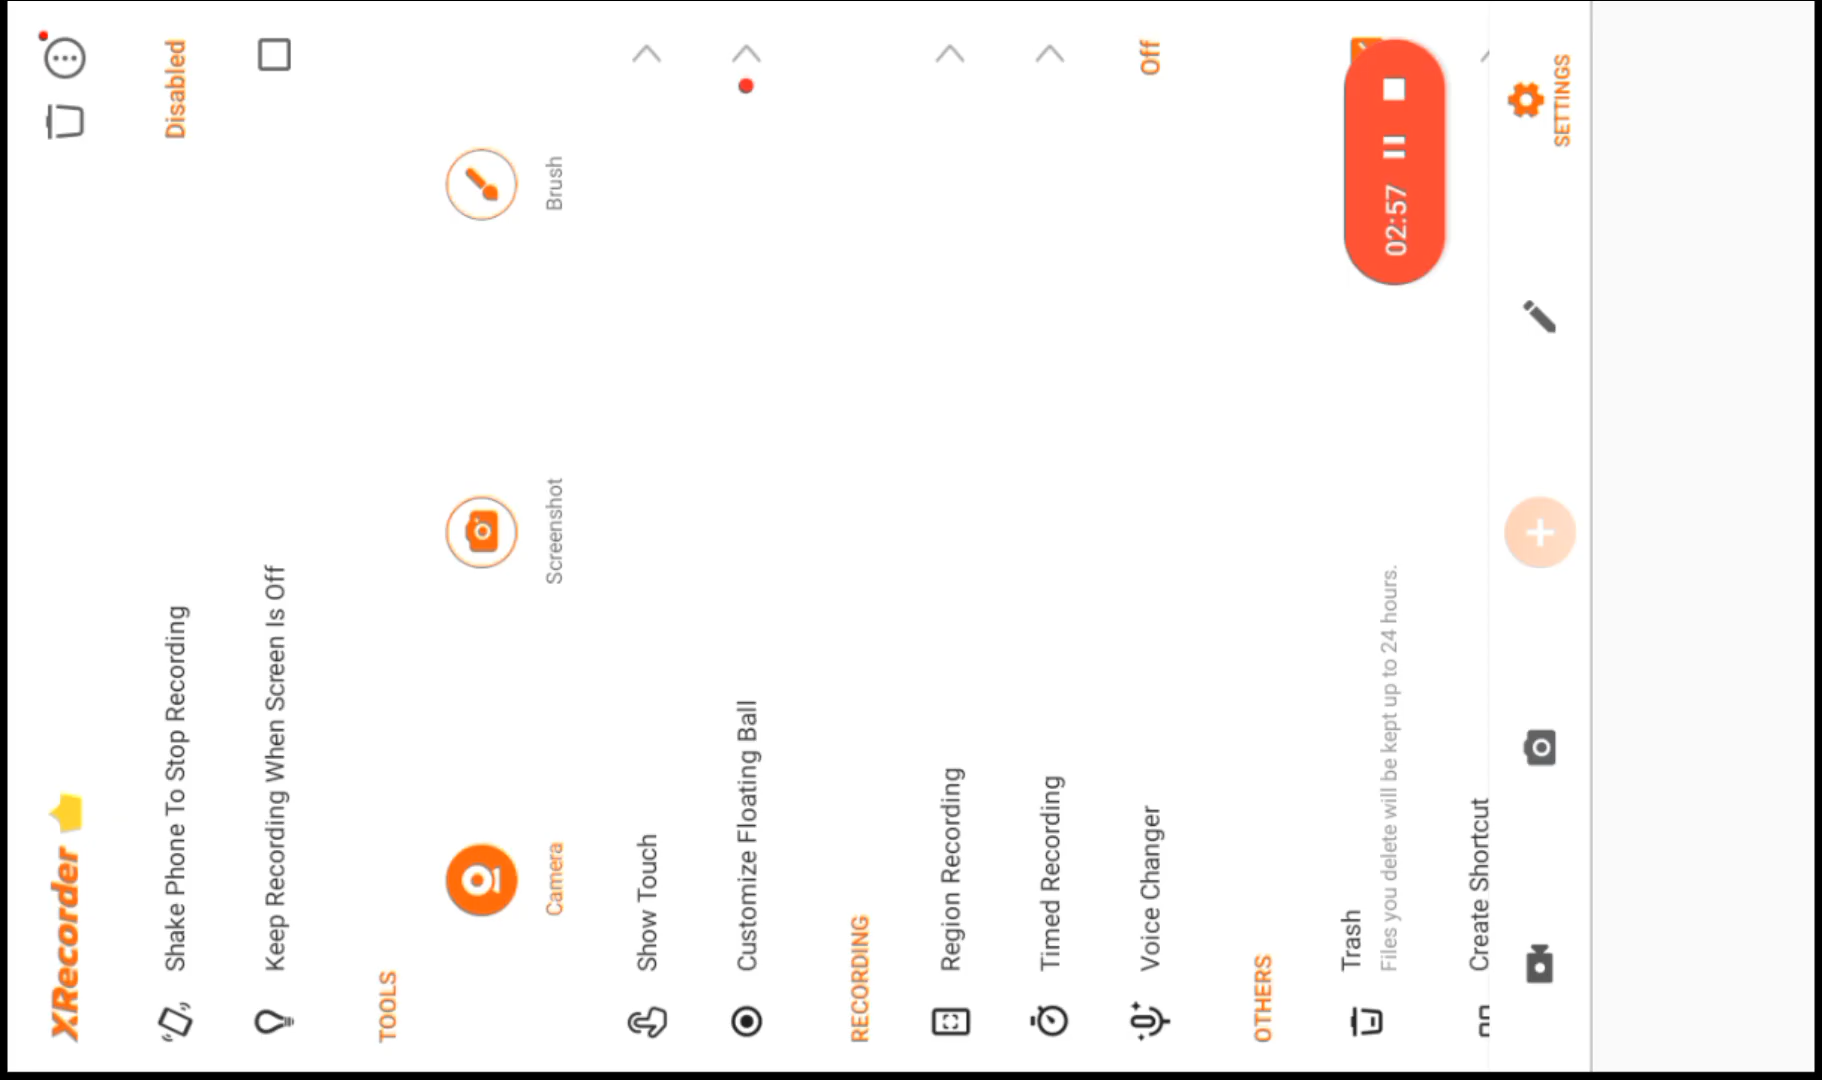 XRecorder
Shake Phone To Stop Recording
Disabled
Keep Recording When Screen Is Off
TOOLS
Camera
Screenshot
Brush
Show Touch
Customize Floating Ball
RECORDING
Region Recording
Timed Recording
Voice Changer
Off
OTHERS
Trash
Files you delete will be kept up to 24 hours.
02:57
Create Shortcut
SETTINGS